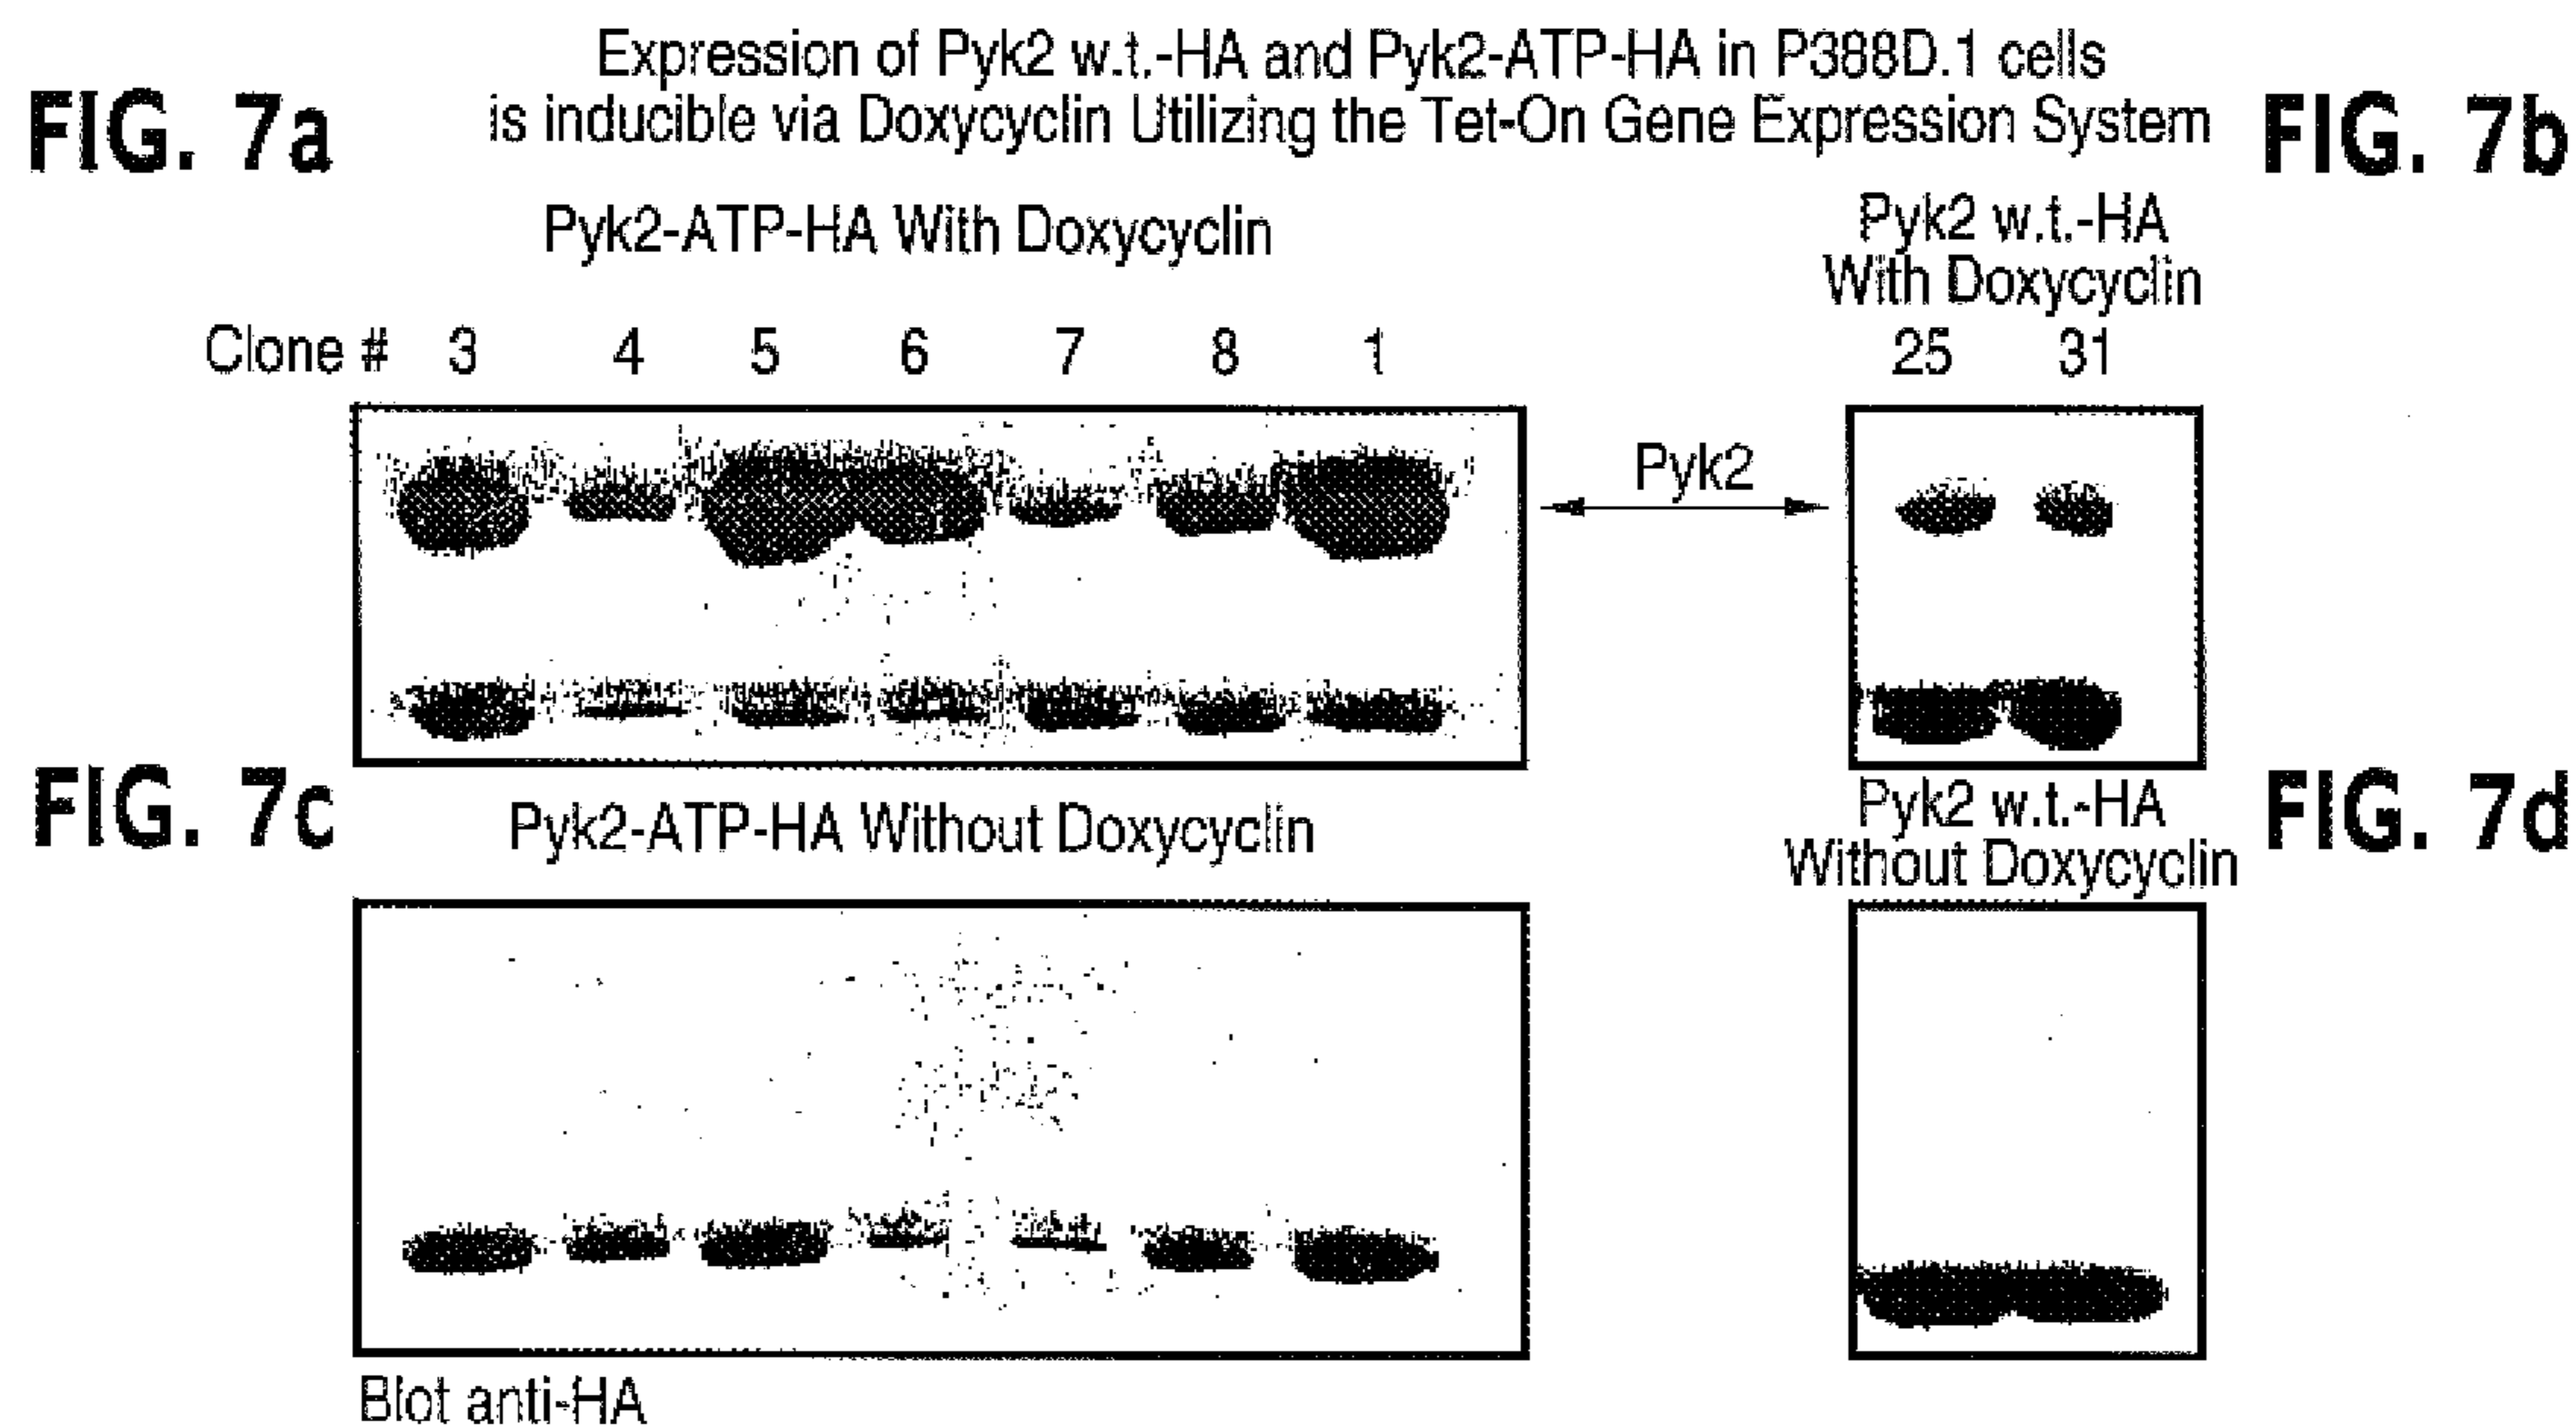 Expression of Pyk2 w.t.-HA and Pyk2-ATP-HA in P388D.1 cells
is inducible via Doxycyclin Utilizing the Tet-On Gene Expression System
FIG. 7a
FIG. 7b
Pyk2-ATP-HA With Doxycyclin
Pyk2 w.t.-HA
With Doxycyclin
Clone # 3 4 5 6 7 8 1
25 31
Pyk2
FIG. 7c
Pyk2-ATP-HA Without Doxycyclin
Pyk2 w.t.-HA
Without Doxycyclin
FIG. 7d
Blot anti-HA